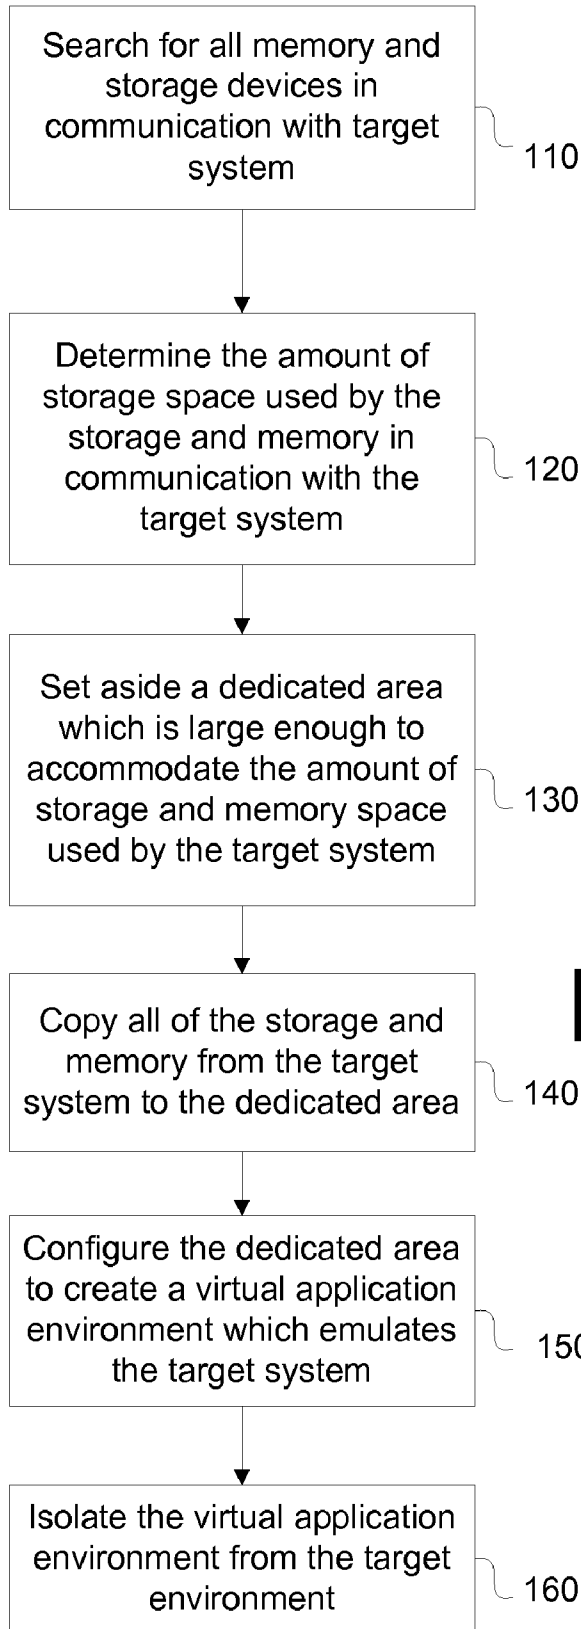 Search for all memory and
storage devices in
communication with target
system
110
Determine the amount of
storage space used by the
storage and memory in
communication with the
target system
120
Set aside a dedicated area
which is large enough to
accommodate the amount of
storage and memory space
used by the target system
130
Copy all of the storage and
memory from the target
system to the dedicated area
140
Configure the dedicated area
to create a virtual application
environment which emulates
the target system
150
Isolate the virtual application
environment from the target
environment
160